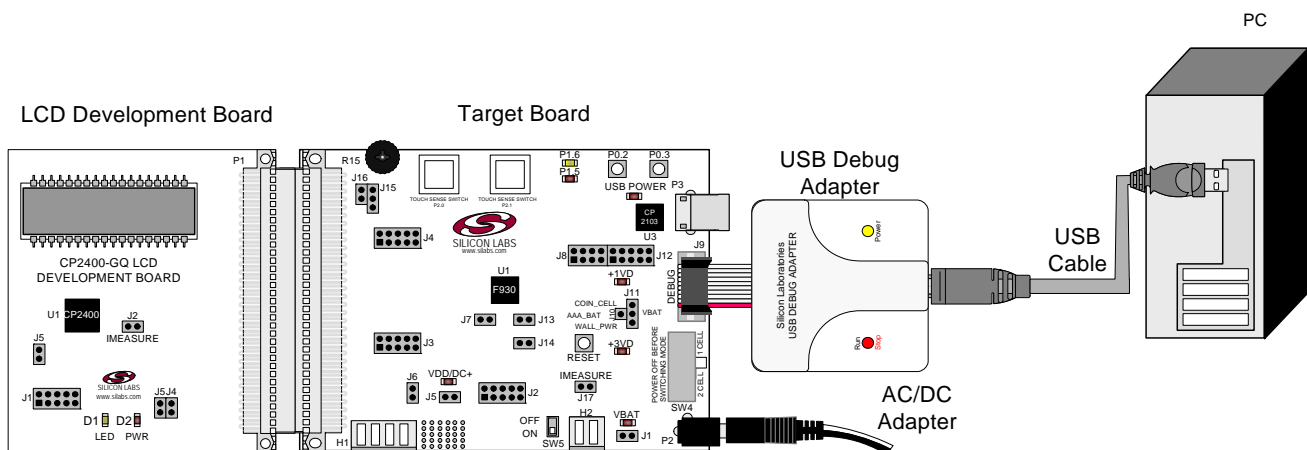 PC
LCD Development Board
Target Board
USB Debug
Adapter
USB
Cable
AC/DC
Adapter
P1
CP2400-GQ LCD
DEVELOPMENT BOARD
U1
CP2400
J2
IMEASURE
J5
SILICON LABS
www.silabs.com
J1
D1
D2
LED
PWR
J5
J4
R15
J16
J15
TOUCH SENSE SWITCH
P2.0
TOUCH SENSE SWITCH
P2.1
SILICON LABS
www.silabs.com
P1.6
P1.5
P0.2
P0.3
USB POWER
P3
CP
2103
U3
J4
J8
J12
J9
DEBUG
+1VD
U1
F930
J11
COIN_CELL
AAA_BAT
J10
VBAT
WALL_PWR
J7
J13
J14
RESET
+3VD
J3
J6
VDD/DC+
J5
J2
IMEASURE
J17
POWER OFF BEFORE
SWITCHING MODE
2 CELL
1 CELL
SW4
H1
OFF
ON
SW5
H2
VBAT
J1
P2
Silicon Laboratories
USB DEBUG ADAPTER
Power
Run
Stop